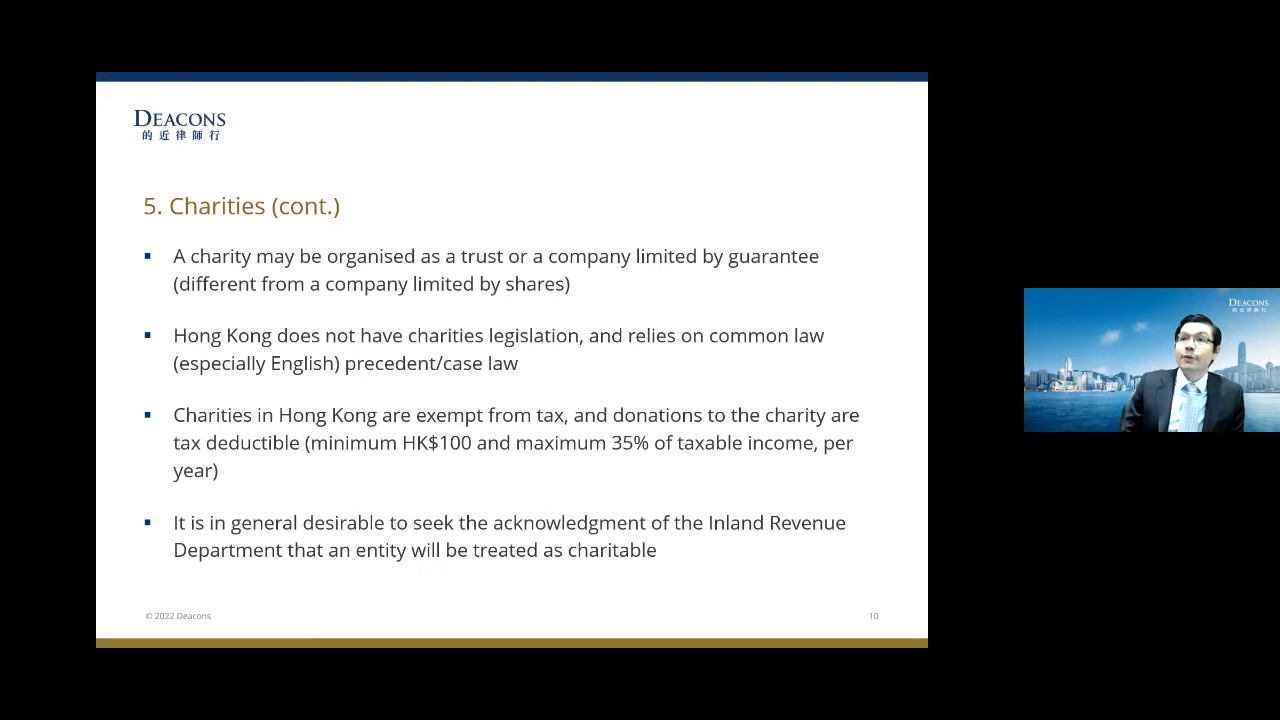 DEACONS
的近律師行
5. Charities (cont.)
▪ A charity may be organised as a trust or a company limited by guarantee
(different from a company limited by shares)
▪ Hong Kong does not have charities legislation, and relies on common law
(especially English) precedent/case law
▪ Charities in Hong Kong are exempt from tax, and donations to the charity are
tax deductible (minimum HK$100 and maximum 35% of taxable income, per
year)
▪ It is in general desirable to seek the acknowledgment of the Inland Revenue
Department that an entity will be treated as charitable
© 2022 Deacons
10
DEACONS
的近律師行